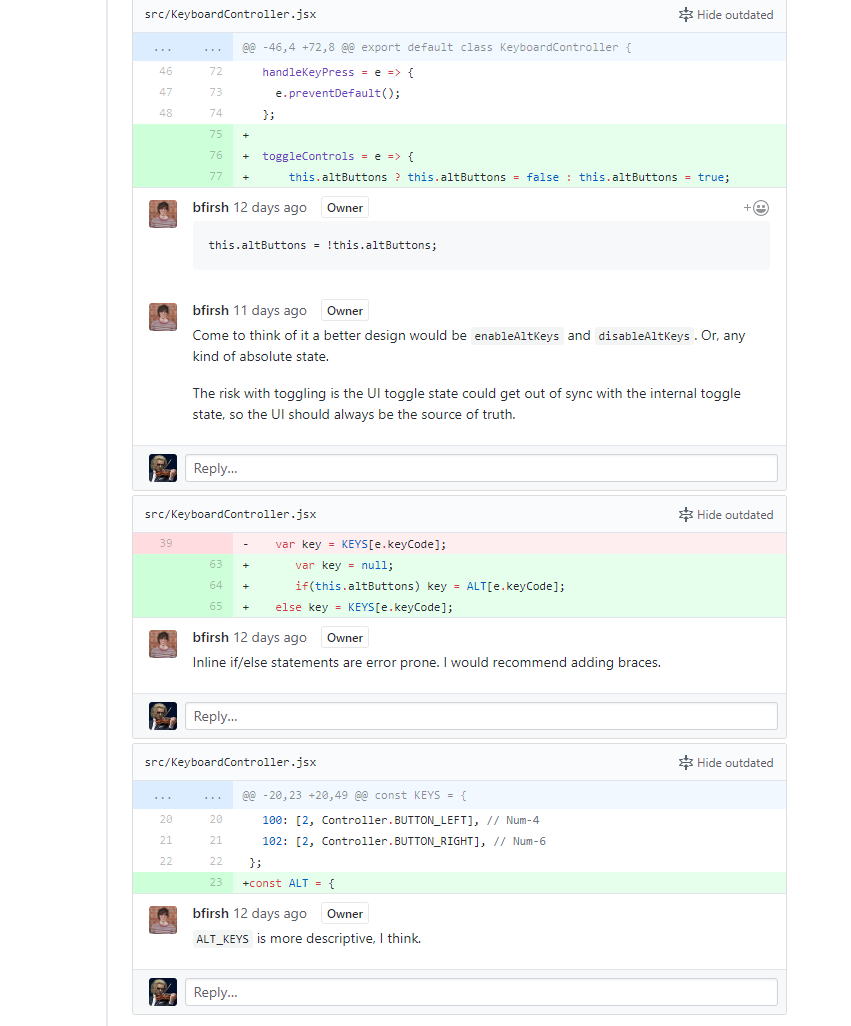 src/KeyboardController.jsx Hide outdated
... ... @@ -46,4 +72,8 @@ export default class KeyboardController {
46 72 handleKeyPress = e => {
47 73 e.preventDefault();
48 74 };
75 +
76 + toggleControls = e => {
77 + this.altButtons ? this.altButtons = false : this.altButtons = true;
bfirsh 12 days ago Owner +
this.altButtons = !this.altButtons;
bfirsh 11 days ago Owner
Come to think of it a better design would be enableAltKeys and disableAltKeys. Or, any
kind of absolute state.
The risk with toggling is the UI toggle state could get out of sync with the internal toggle
state, so the UI should always be the source of truth.
Reply...
src/KeyboardController.jsx Hide outdated
39 - var key = KEYS[e.keyCode];
63 + var key = null;
64 + if(this.altButtons) key = ALT[e.keyCode];
65 + else key = KEYS[e.keyCode];
bfirsh 12 days ago Owner
Inline if/else statements are error prone. I would recommend adding braces.
Reply...
src/KeyboardController.jsx Hide outdated
... ... @@ -20,23 +20,49 @@ const KEYS = {
20 20 100: [2, Controller.BUTTON_LEFT], // Num-4
21 21 102: [2, Controller.BUTTON_RIGHT], // Num-6
22 22 };
23 +const ALT = {
bfirsh 12 days ago Owner
ALT_KEYS is more descriptive, I think.
Reply...